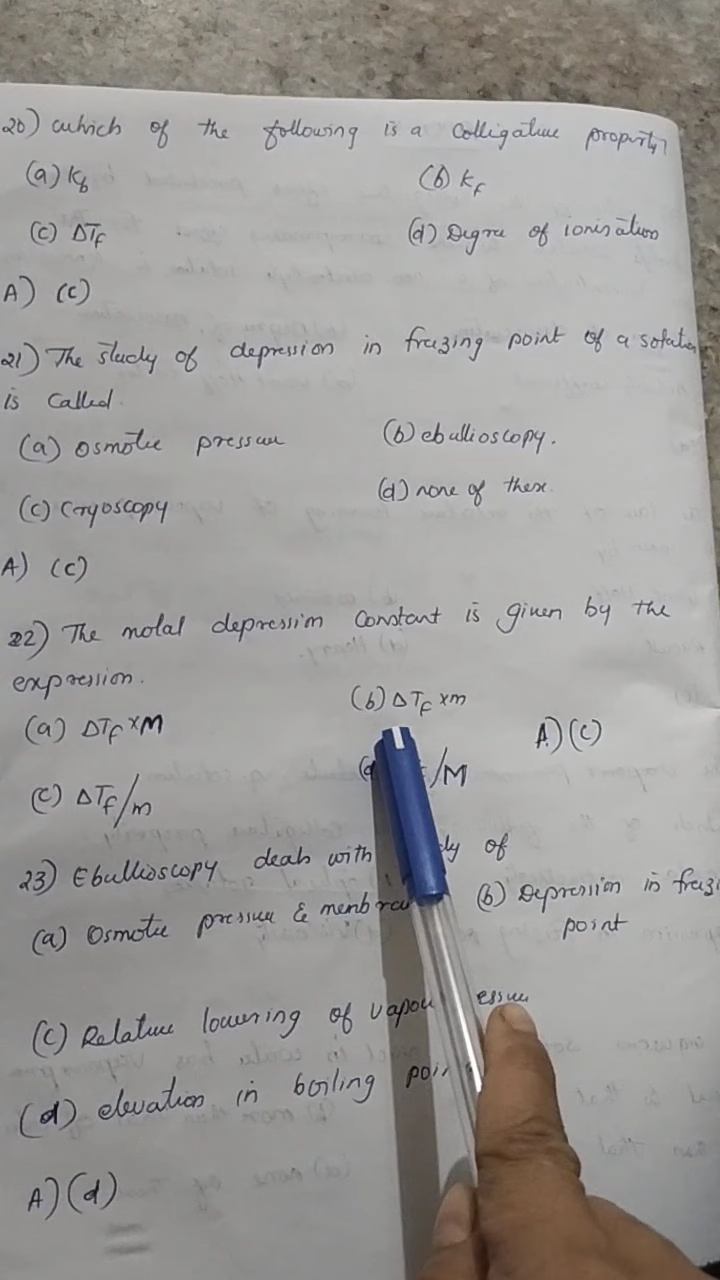 20) which of the following is a colligative property?
(a) Kb (b) Kf
(c) ΔTf (d) Degree of ionisation
A) (c)
21) The study of depression in freezing point of a solution
is called.
(a) osmotic pressure (b) ebullioscopy.
(c) Cryoscopy (d) none of these.
A) (c)
22) The molal depression constant is given by the
expression.
(a) ΔTf × M (b) ΔTf × m A) (c)
(c) ΔTf/m /M
23) Ebullioscopy deals with of
(a) Osmotic pressure & (b) Depression in
point
(c) Relative lowering of
(d) elevation in boiling
A) (d)